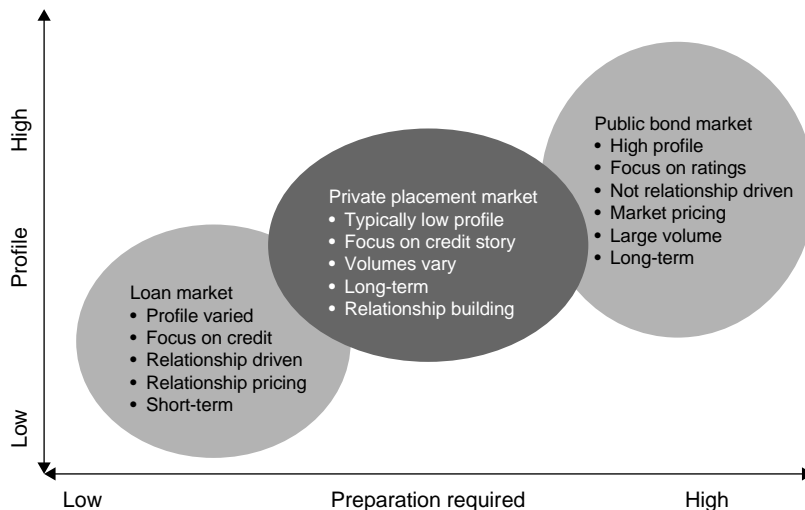 High
Profile
Low
Public bond market
• High profile
• Focus on ratings
• Not relationship driven
• Market pricing
• Large volume
• Long-term
Private placement market
• Typically low profile
• Focus on credit story
• Volumes vary
• Long-term
• Relationship building
Loan market
• Profile varied
• Focus on credit
• Relationship driven
• Relationship pricing
• Short-term
Low
Preparation required
High